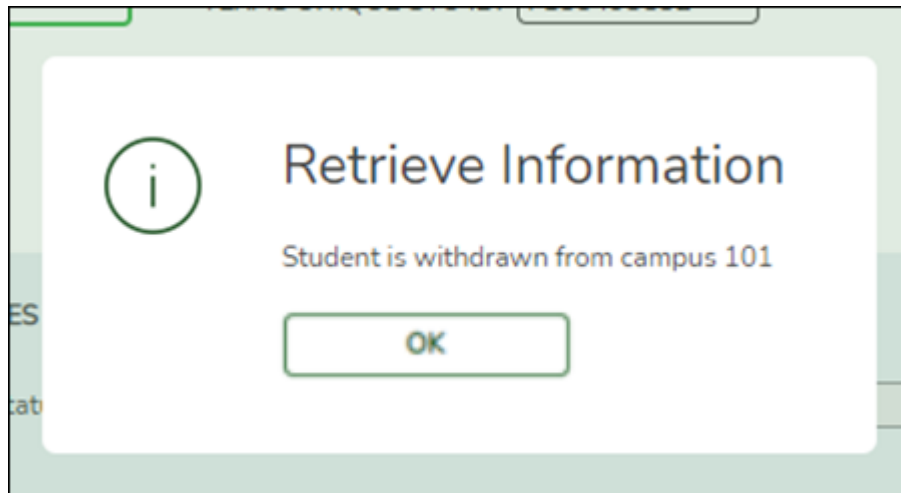 i
Retrieve Information
Student is withdrawn from campus 101
OK
ES